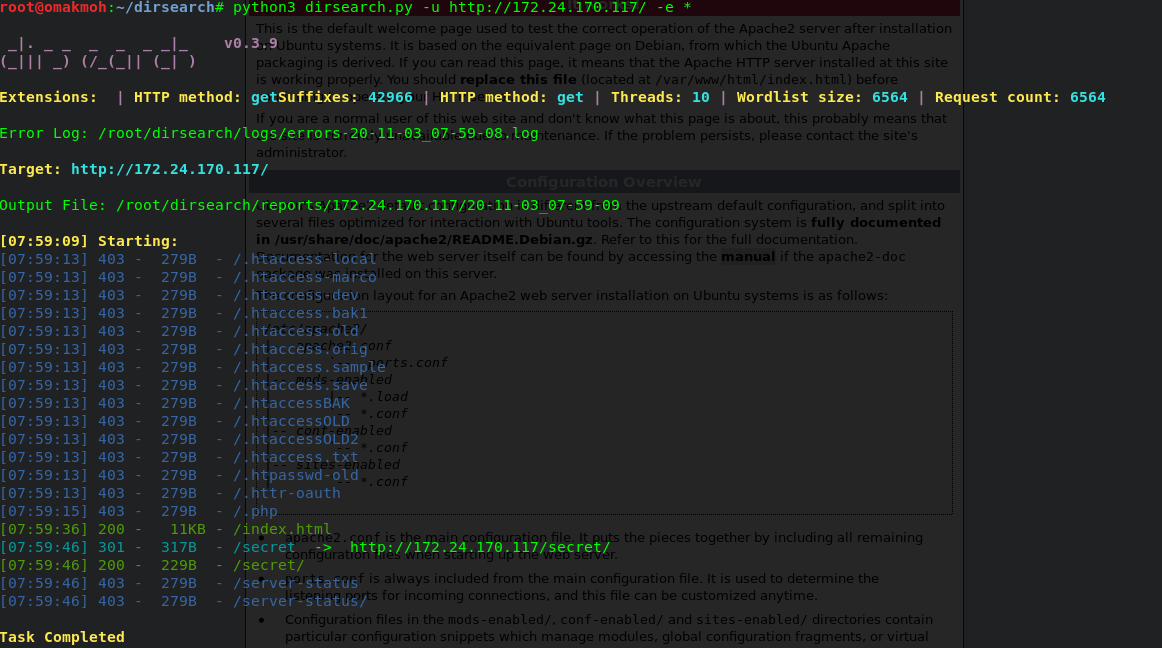 root@omakmoh:~/dirsearch# python3 dirsearch.py -u http://172.24.170.117/ -e *
This is the default welcome page used to test the correct operation of the Apache2 server after installation
Ubuntu systems. It is based on the equivalent page on Debian, from which the Ubuntu Apache
v0.3.9
packaging is derived. If you can read this page, it means that the Apache HTTP server installed at this site
is working properly. You should replace this file (located at /var/www/html/index.html) before
Extensions:  | HTTP method: getSuffixes: 42966 | HTTP method: get | Threads: 10 | Wordlist size: 6564 | Request count: 6564
If you are a normal user of this web site and don't know what this page is about, this probably means that
Error Log: /root/dirsearch/logs/errors-20-11-03_07-59-08.log
maintenance. If the problem persists, please contact the site's
administrator.
Target: http://172.24.170.117/
Configuration Overview
Output File: /root/dirsearch/reports/172.24.170.117/20-11-03_07-59-09
the upstream default configuration, and split into
several files optimized for interaction with Ubuntu tools. The configuration system is fully documented
[07:59:09] Starting:
in /usr/share/doc/apache2/README.Debian.gz. Refer to this for the full documentation.
[07:59:13] 403 -  279B  - /.htaccess-local
the web server itself can be found by accessing the manual if the apache2-doc
[07:59:13] 403 -  279B  - /.htaccess-marco
installed on this server.
[07:59:13] 403 -  279B  - /.htaccess.dev
layout for an Apache2 web server installation on Ubuntu systems is as follows:
[07:59:13] 403 -  279B  - /.htaccess.bak1
[07:59:13] 403 -  279B  - /.htaccess.old
[07:59:13] 403 -  279B  - /.htaccess.orig
ports.conf
[07:59:13] 403 -  279B  - /.htaccess.sample
mods-enabled
[07:59:13] 403 -  279B  - /.htaccess.save
*.load
[07:59:13] 403 -  279B  - /.htaccessBAK
*.conf
[07:59:13] 403 -  279B  - /.htaccessOLD
|-- conf-enabled
[07:59:13] 403 -  279B  - /.htaccessOLD2
*.conf
[07:59:13] 403 -  279B  - /.htaccess.txt
|-- sites-enabled
[07:59:13] 403 -  279B  - /.htpasswd-old
*.conf
[07:59:13] 403 -  279B  - /.httr-oauth
[07:59:15] 403 -  279B  - /.php
[07:59:36] 200 -   11KB - /index.html
apache2.conf is the main configuration file. It puts the pieces together by including all remaining
[07:59:46] 301 -  317B  - /secret  ->  http://172.24.170.117/secret/
configuration files when starting up the web server.
[07:59:46] 200 -  229B  - /secret/
ports.conf is always included from the main configuration file. It is used to determine the
[07:59:46] 403 -  279B  - /server-status
listening ports for incoming connections, and this file can be customized anytime.
[07:59:46] 403 -  279B  - /server-status/
Configuration files in the mods-enabled/, conf-enabled/ and sites-enabled/ directories contain
Task Completed
particular configuration snippets which manage modules, global configuration fragments, or virtual